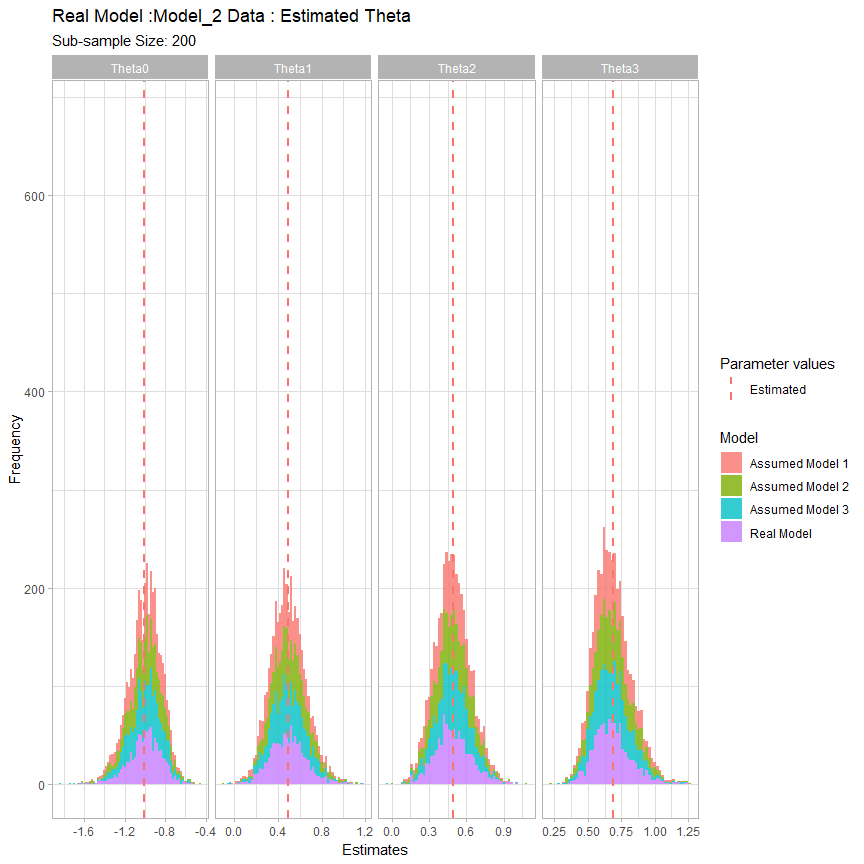 Real Model :Model_2 Data : Estimated Theta
Sub-sample Size: 200
Theta0 Theta1 Theta2 Theta3
600
400
200
0
Frequency
-1.6 -1.2 -0.8 -0.4 0.0 0.4 0.8 1.2 0.0 0.3 0.6 0.9 0.25 0.50 0.75 1.00 1.25
Estimates
Parameter values
Estimated
Model
Assumed Model 1
Assumed Model 2
Assumed Model 3
Real Model